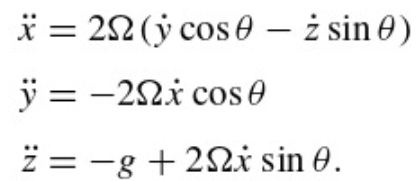 ẍ = 2Ω(ẏ cos θ − ż sin θ)
ÿ = −2Ωẋ cos θ
z̈ = −g + 2Ωẋ sin θ.